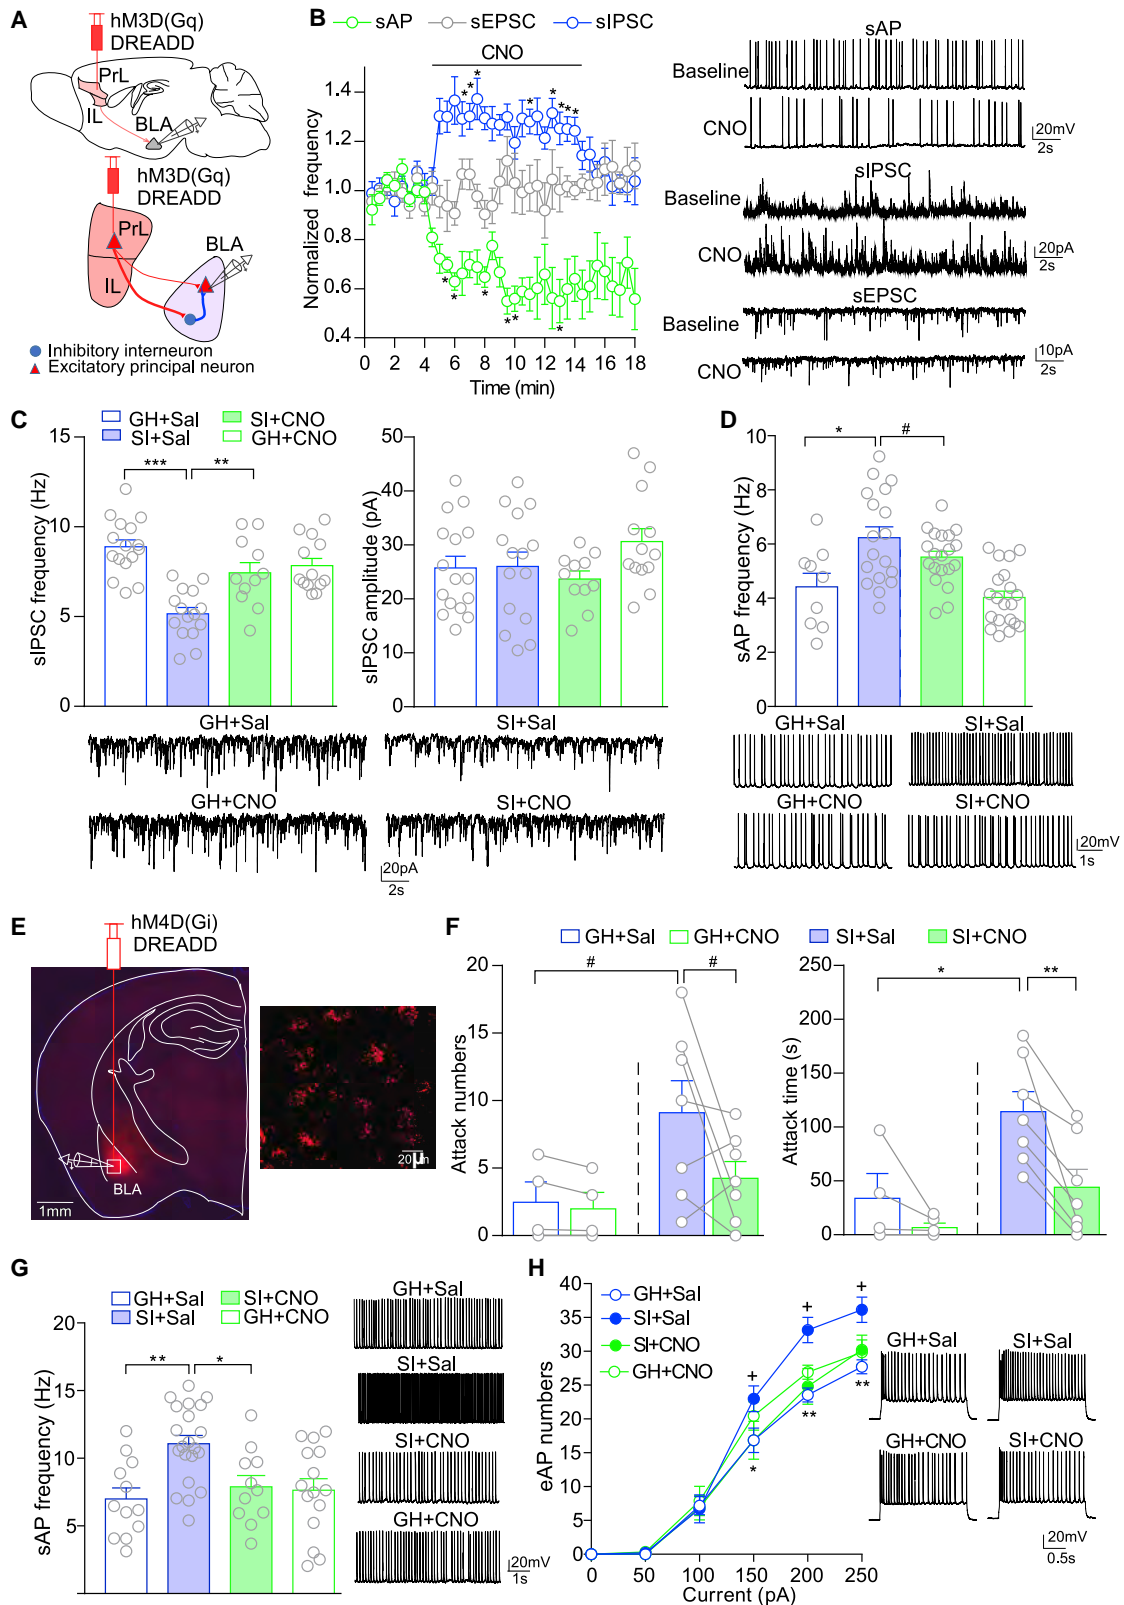 A
hM3D(Gq)
DREADD
PrL
IL
BLA
hM3D(Gq)
DREADD
PrL
BLA
IL
Inhibitory interneuron
Excitatory principal neuron
B
sAP
sEPSC
sIPSC
CNO
Normalized frequency
1.4
1.2
1.0
0.8
0.6
0.4
0
2
4
6
8
10
12
14
16
18
Time (min)
* * * * * * * * *
* * * * * *
sAP
Baseline
CNO
20mV
2s
sIPSC
Baseline
CNO
20pA
2s
sEPSC
Baseline
CNO
10pA
2s
C
GH+Sal
SI+CNO
SI+Sal
GH+CNO
sIPSC frequency (Hz)
15
10
5
0
***
**
sIPSC amplitude (pA)
50
40
30
20
10
0
GH+Sal
SI+Sal
GH+CNO
SI+CNO
20pA
2s
D
sAP frequency (Hz)
10
8
6
4
2
0
*
#
GH+Sal
SI+Sal
GH+CNO
SI+CNO
20mV
1s
E
hM4D(Gi)
DREADD
BLA
1mm
20 μm
F
GH+Sal
GH+CNO
SI+Sal
SI+CNO
Attack numbers
20
15
10
5
0
#
#
Attack time (s)
250
200
150
100
50
0
*
**
G
GH+Sal
SI+CNO
SI+Sal
GH+CNO
sAP frequency (Hz)
20
15
10
5
**
*
GH+Sal
SI+Sal
SI+CNO
GH+CNO
20mV
1s
H
GH+Sal
SI+Sal
SI+CNO
GH+CNO
eAP numbers
40
35
30
25
20
15
10
5
0
0
50
100
150
200
250
Current (pA)
+
+
+
*
**
**
GH+Sal
SI+Sal
GH+CNO
SI+CNO
20mV
0.5s